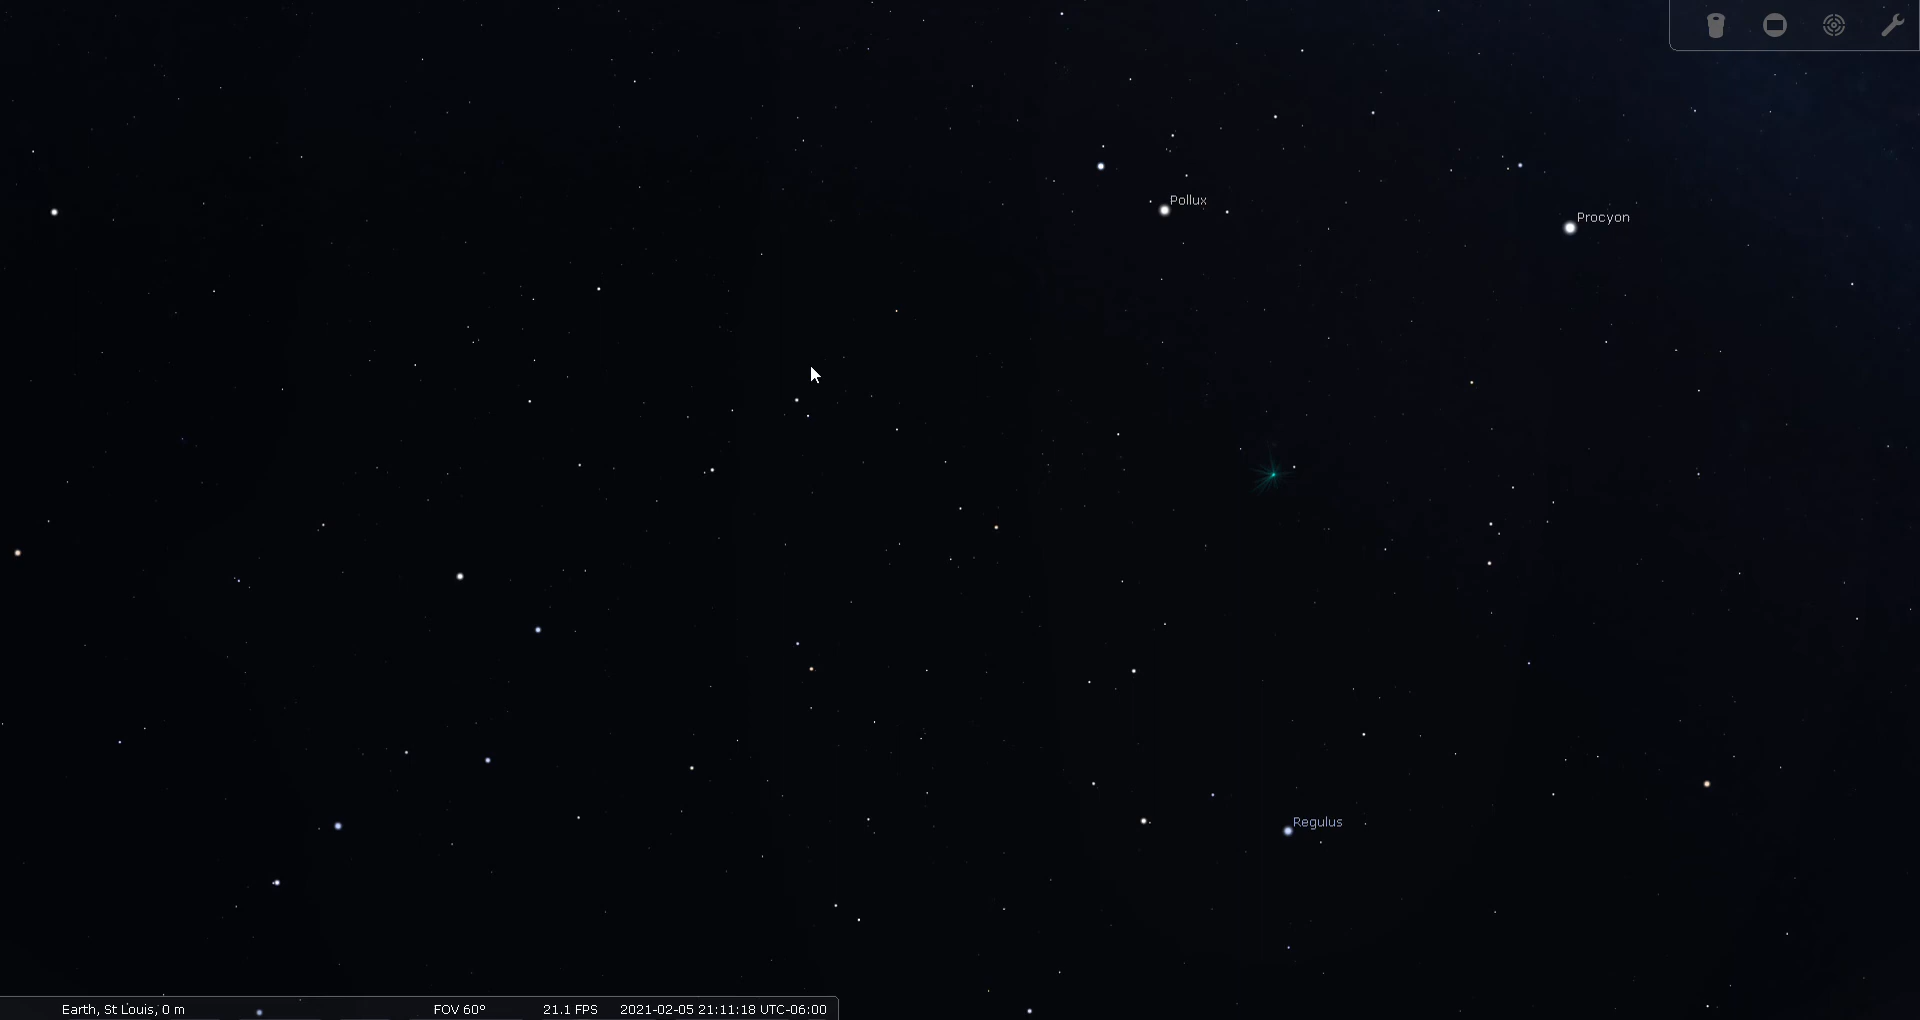 Pollux
Procyon
Regulus
Earth, St Louis, 0 m FOV 60° 21.1 FPS 2021-02-05 21:11:18 UTC-06:00